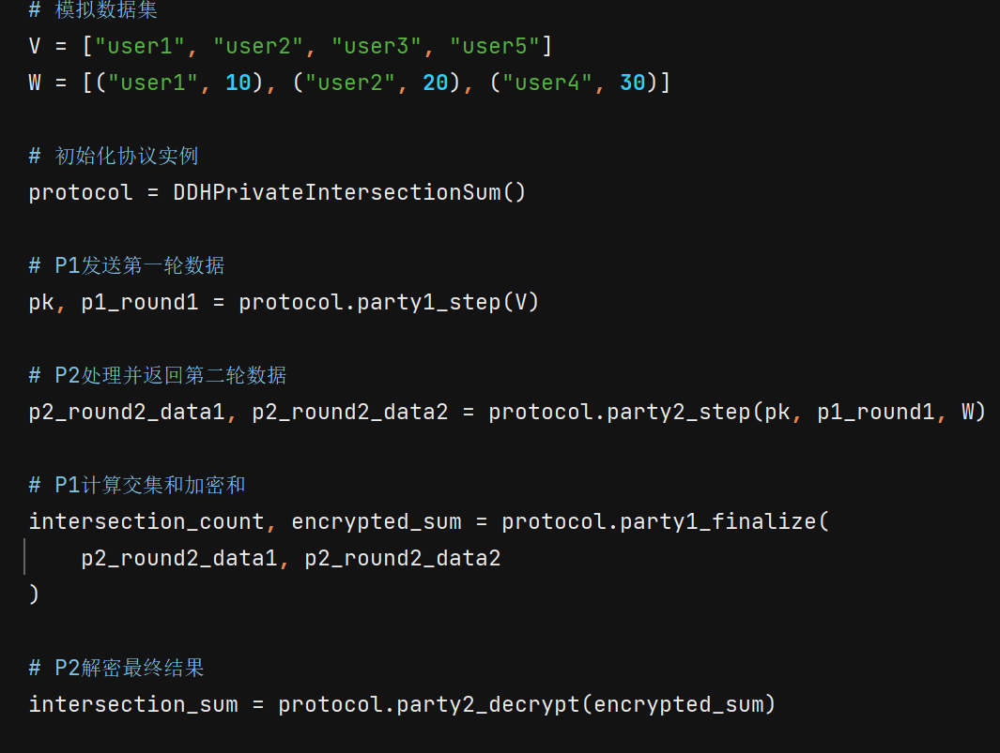 # 模拟数据集
V = ["user1", "user2", "user3", "user5"]
W = [("user1", 10), ("user2", 20), ("user4", 30)]
# 初始化协议实例
protocol = DDHPrivateIntersectionSum()
# P1发送第一轮数据
pk, p1_round1 = protocol.party1_step(V)
# P2处理并返回第二轮数据
p2_round2_data1, p2_round2_data2 = protocol.party2_step(pk, p1_round1, W)
# P1计算交集和加密和
intersection_count, encrypted_sum = protocol.party1_finalize(
    p2_round2_data1, p2_round2_data2
)
# P2解密最终结果
intersection_sum = protocol.party2_decrypt(encrypted_sum)